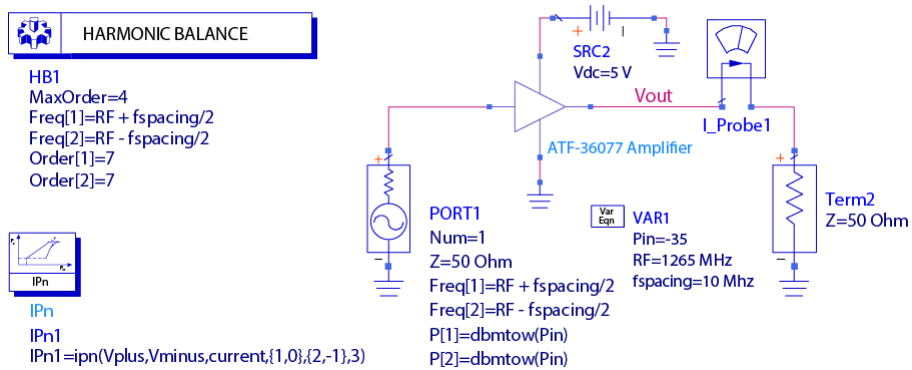 HARMONIC BALANCE
HB1
MaxOrder=4
Freq[1]=RF + fspacing/2
Freq[2]=RF - fspacing/2
Order[1]=7
Order[2]=7
IPn
IPn
IPn1
IPn1=ipn(Vplus,Vminus,current,{1,0},{2,-1},3)
+
SRC2
Vdc=5 V
Vout
I_Probe1
ATF-36077 Amplifier
+
PORT1
Num=1
Z=50 Ohm
Freq[1]=RF + fspacing/2
Freq[2]=RF - fspacing/2
P[1]=dbmtow(Pin)
P[2]=dbmtow(Pin)
Var
Eqn
VAR1
Pin=-35
RF=1265 MHz
fspacing=10 Mhz
+
Term2
Z=50 Ohm